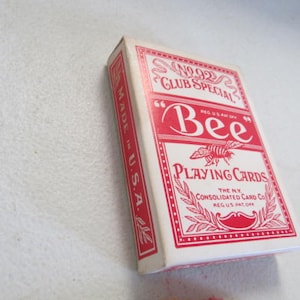 No. 92
Club Special
REG. U.S. PAT. OFF.
"Bee"
Playing Cards
The N.Y.
Consolidated Card Co.
REG. U.S. PAT. OFF.
MADE IN U.S.A.